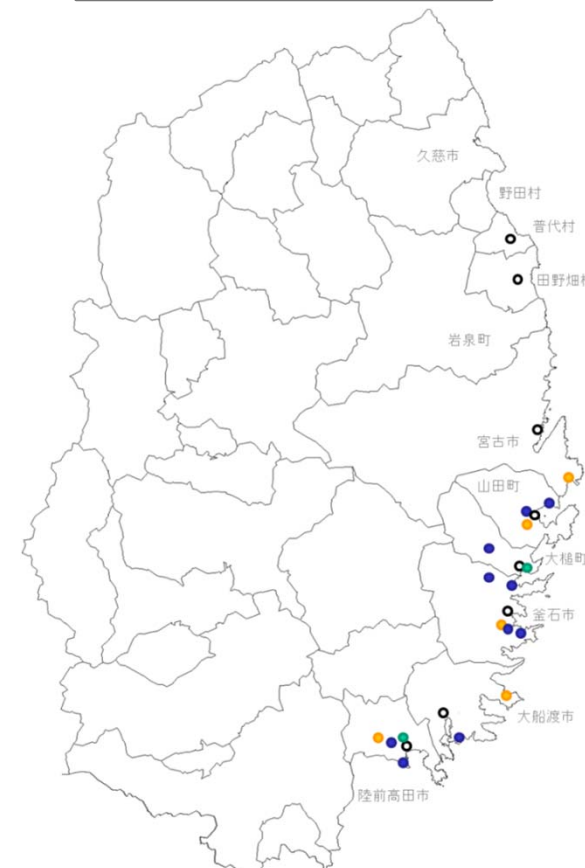 久慈市
野田村
普代村
田野畑村
岩泉町
宮古市
山田町
大槌町
釜石市
大船渡市
陸前高田市